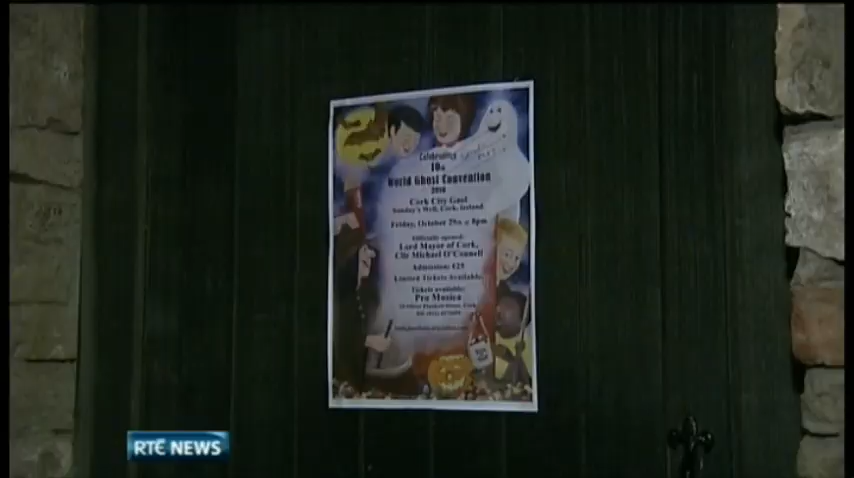 Celebrating
10th
World Ghost Convention
2010
Cork City Gaol
Sunday's Well, Cork, Ireland.
Friday, October 29th @ 8pm
Officially opened:
Lord Mayor of Cork,
Cllr Michael O'Connell
Admission: €25
Limited Tickets Available.
Tickets available:
Pro Musica
RTÉ NEWS